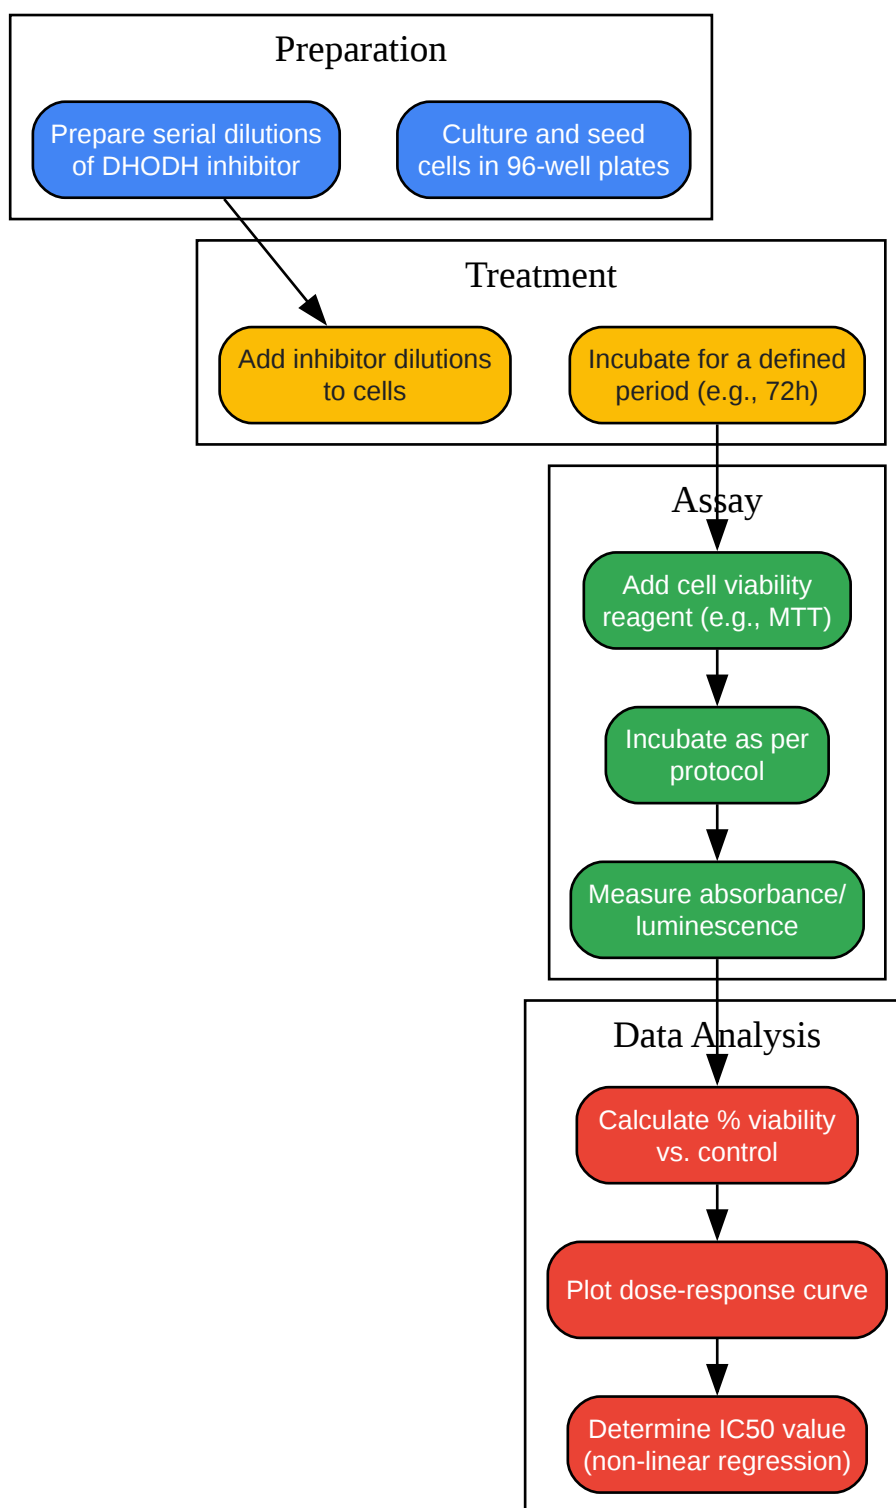 Preparation
Prepare serial dilutions
of DHODH inhibitor
Culture and seed
cells in 96-well plates
Treatment
Add inhibitor dilutions
to cells
Incubate for a defined
period (e.g., 72h)
Assay
Add cell viability
reagent (e.g., MTT)
Incubate as per
protocol
Measure absorbance/
luminescence
Data Analysis
Calculate % viability
vs. control
Plot dose-response curve
Determine IC50 value
(non-linear regression)